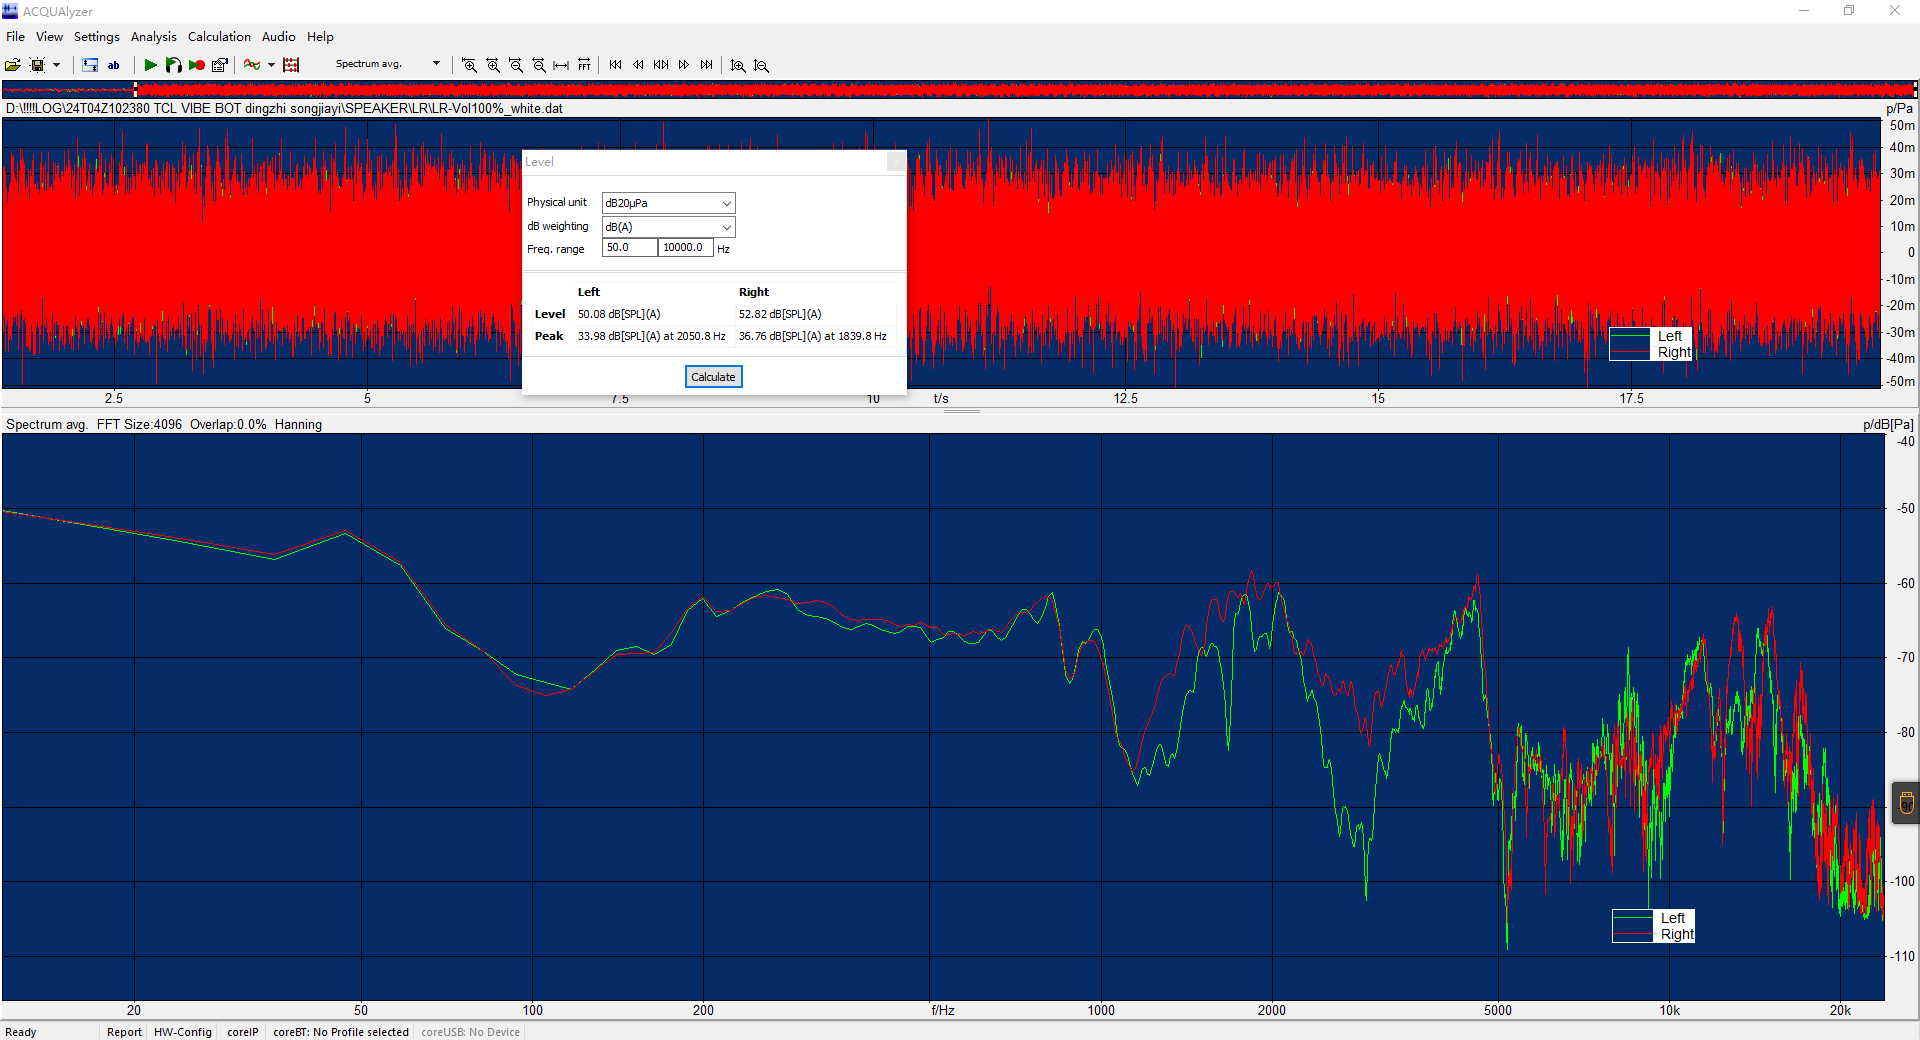 ACQUAlyzer
File View Settings Analysis Calculation Audio Help
ab Spectrum avg. FFT
D:\!!!!LOG\24T04Z102380 TCL VIBE BOT dingzhi songjiayi\SPEAKER\LR\LR-Vol100%_white.dat p/Pa
50m
40m
30m
20m
10m
0
-10m
-20m
-30m
-40m
-50m
Left
Right
2.5 5 7.5 10 t/s 12.5 15 17.5
Level
Physical unit dB20µPa
dB weighting dB(A)
Freq. range 50.0 10000.0 Hz
Left Right
Level 50.08 dB[SPL](A) 52.82 dB[SPL](A)
Peak 33.98 dB[SPL](A) at 2050.8 Hz 36.76 dB[SPL](A) at 1839.8 Hz
Calculate
Spectrum avg. FFT Size:4096 Overlap:0.0% Hanning p/dB[Pa]
-40
-50
-60
-70
-80
-90
-100
-110
Left
Right
20 50 100 200 f/Hz 1000 2000 5000 10k 20k
Ready Report HW-Config coreIP coreBT: No Profile selected coreUSB: No Device